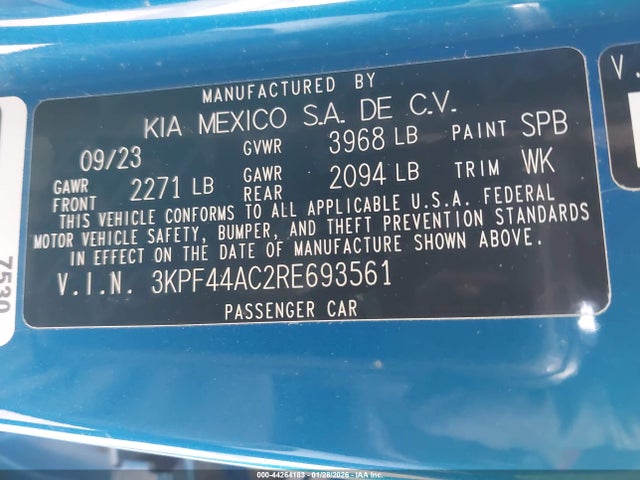 MANUFACTURED BY
KIA MEXICO S.A. DE C.V.
09/23 GVWR 3968 LB PAINT SPB
GAWR FRONT 2271 LB GAWR REAR 2094 LB TRIM WK
THIS VEHICLE CONFORMS TO ALL APPLICABLE U.S.A. FEDERAL
MOTOR VEHICLE SAFETY, BUMPER, AND THEFT PREVENTION STANDARDS
IN EFFECT ON THE DATE OF MANUFACTURE SHOWN ABOVE.
V.I.N. 3KPF44AC2RE693561
PASSENGER CAR
V.
7530
000-44264183 | 01/28/2026 - IAA Inc.